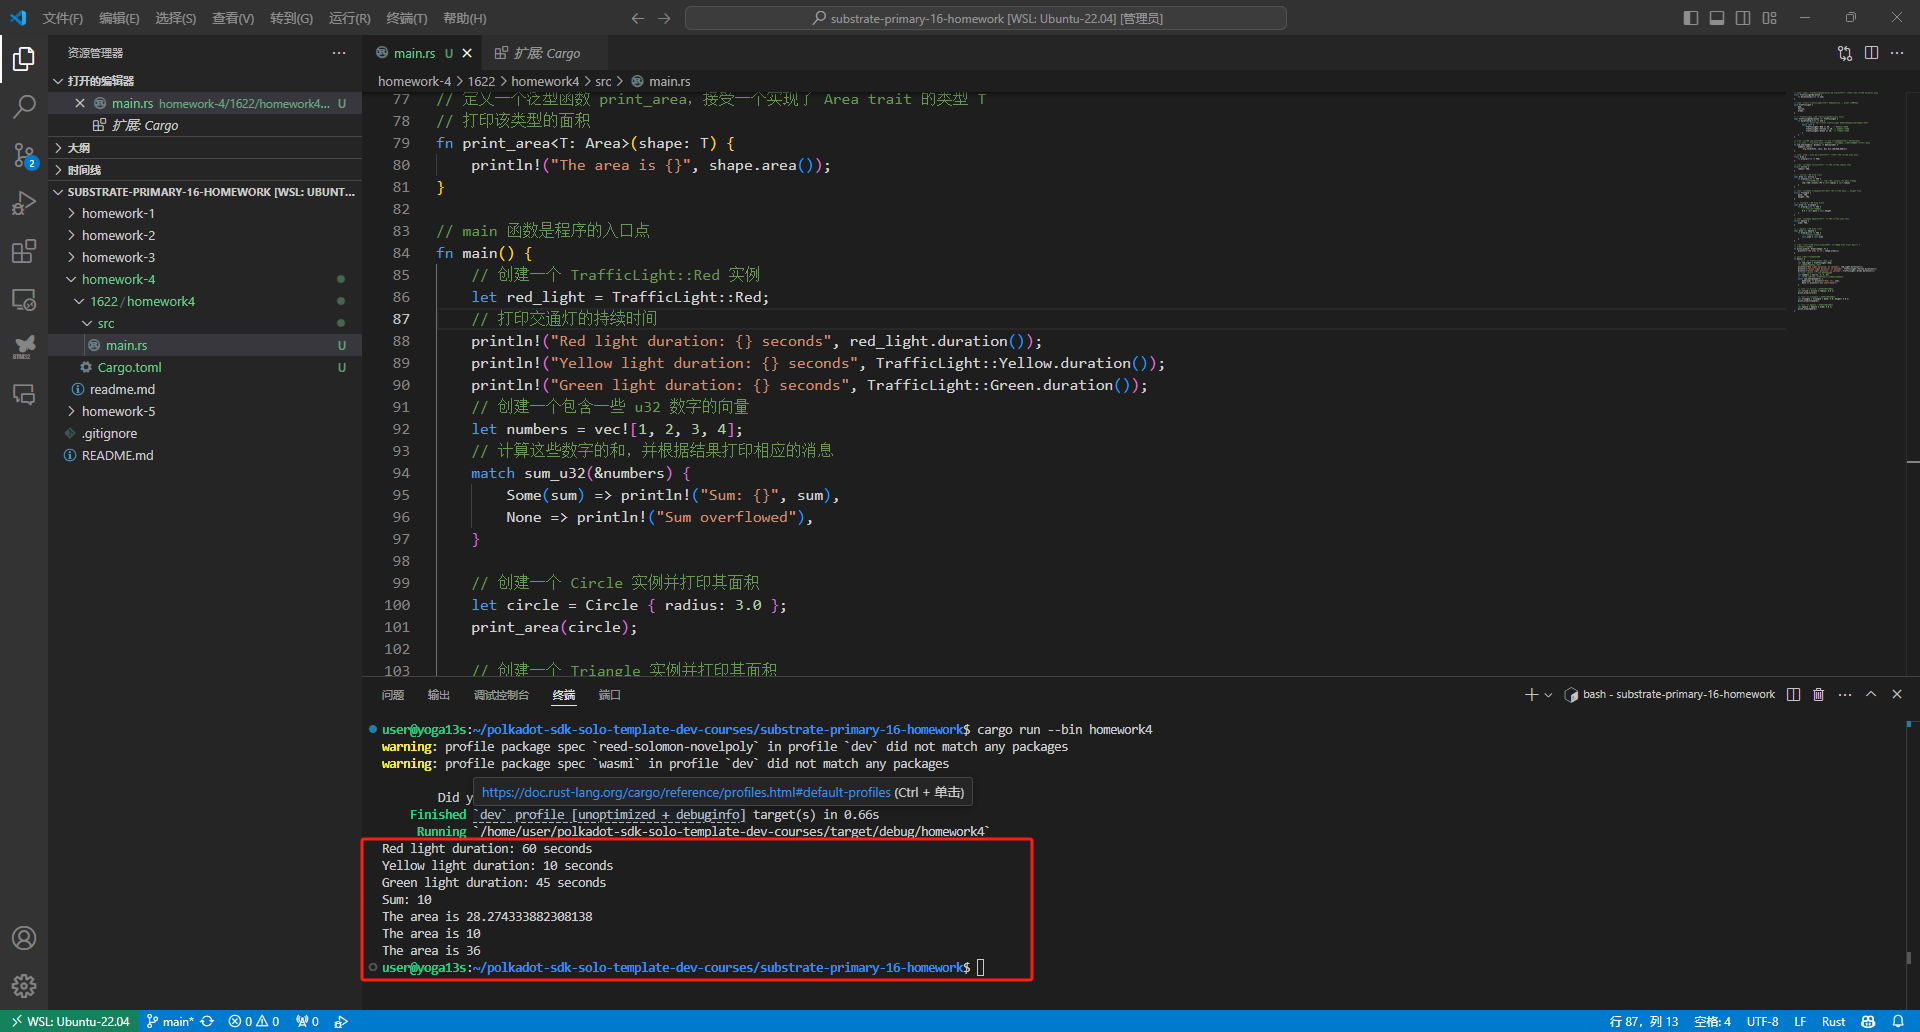 文件(F) 编辑(E) 选择(S) 查看(V) 转到(G) 运行(R) 终端(T) 帮助(H)
substrate-primary-16-homework [WSL: Ubuntu-22.04] [管理员]
资源管理器
打开的编辑器
main.rs homework-4/1622/homework4... U
扩展: Cargo
大纲
时间线
SUBSTRATE-PRIMARY-16-HOMEWORK [WSL: UBUNT...
homework-1
homework-2
homework-3
homework-4
1622 / homework4
src
main.rs U
Cargo.toml U
readme.md
homework-5
.gitignore
README.md
2
BTMS2
main.rs U
扩展: Cargo
homework-4 > 1622 > homework4 > src > main.rs
77 // 定义一个泛型函数 print_area，接受一个实现了 Area trait 的类型 T
78 // 打印该类型的面积
79 fn print_area<T: Area>(shape: T) {
80 println!("The area is {}", shape.area());
81 }
82
83 // main 函数是程序的入口点
84 fn main() {
85 // 创建一个 TrafficLight::Red 实例
86 let red_light = TrafficLight::Red;
87 // 打印交通灯的持续时间
88 println!("Red light duration: {} seconds", red_light.duration());
89 println!("Yellow light duration: {} seconds", TrafficLight::Yellow.duration());
90 println!("Green light duration: {} seconds", TrafficLight::Green.duration());
91 // 创建一个包含一些 u32 数字的向量
92 let numbers = vec![1, 2, 3, 4];
93 // 计算这些数字的和，并根据结果打印相应的消息
94 match sum_u32(&numbers) {
95 Some(sum) => println!("Sum: {}", sum),
96 None => println!("Sum overflowed"),
97 }
98
99 // 创建一个 Circle 实例并打印其面积
100 let circle = Circle { radius: 3.0 };
101 print_area(circle);
102
103 // 创建一个 Triangle 实例并打印其面积
问题 输出 调试控制台 终端 端口
bash - substrate-primary-16-homework
user@yoga13s:~/polkadot-sdk-solo-template-dev-courses/substrate-primary-16-homework$ cargo run --bin homework4
warning: profile package spec `reed-solomon-novelpoly` in profile `dev` did not match any packages
warning: profile package spec `wasmi` in profile `dev` did not match any packages
Did y
https://doc.rust-lang.org/cargo/reference/profiles.html#default-profiles (Ctrl + 单击)
Finished `dev` profile [unoptimized + debuginfo] target(s) in 0.66s
Running `/home/user/polkadot-sdk-solo-template-dev-courses/target/debug/homework4`
Red light duration: 60 seconds
Yellow light duration: 10 seconds
Green light duration: 45 seconds
Sum: 10
The area is 28.274333882308138
The area is 10
The area is 36
user@yoga13s:~/polkadot-sdk-solo-template-dev-courses/substrate-primary-16-homework$
WSL: Ubuntu-22.04 main* 0 0 0 行 87，列 13 空格: 4 UTF-8 LF Rust